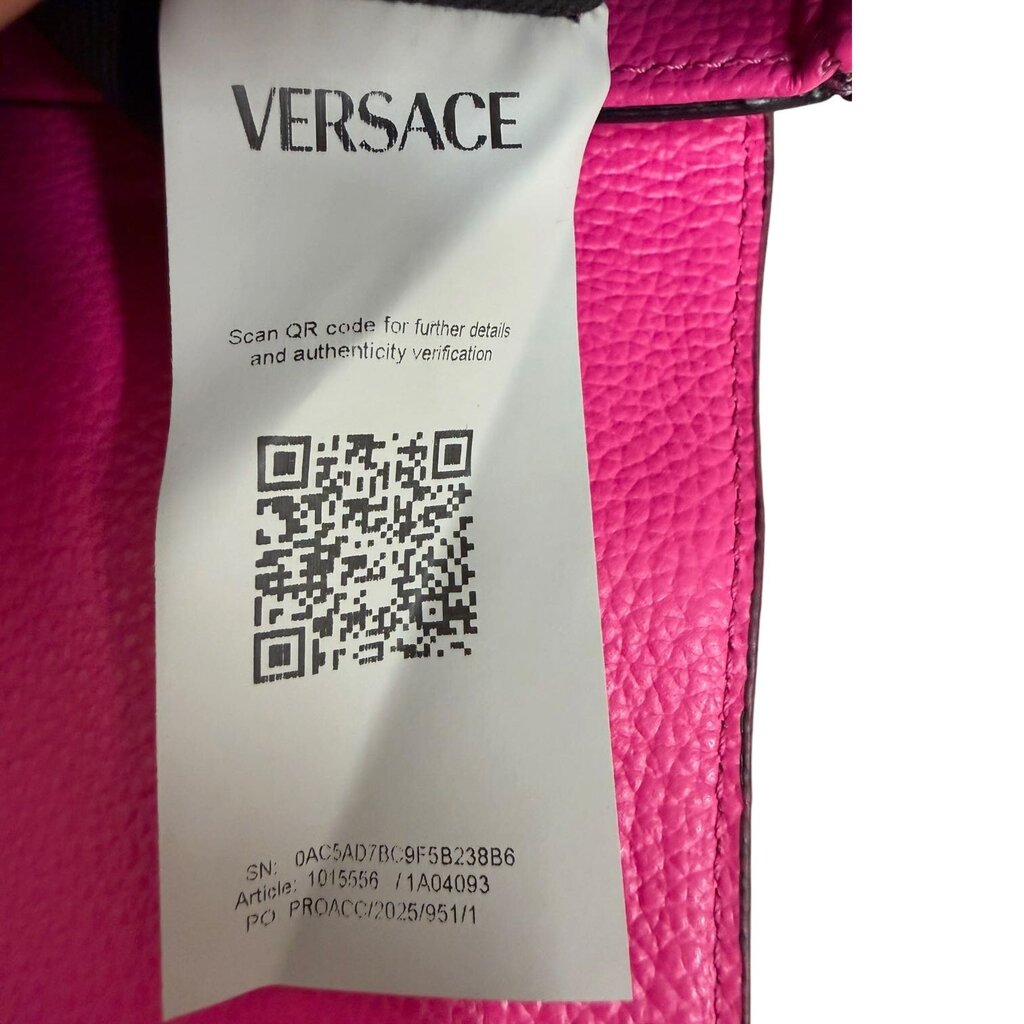 VERSACE
Scan QR code for further details
and authenticity verification
SN: 0AC5AD7BC9F5B238B6
Article: 1015556 /1A04093
PO PROACC/2025/951/1